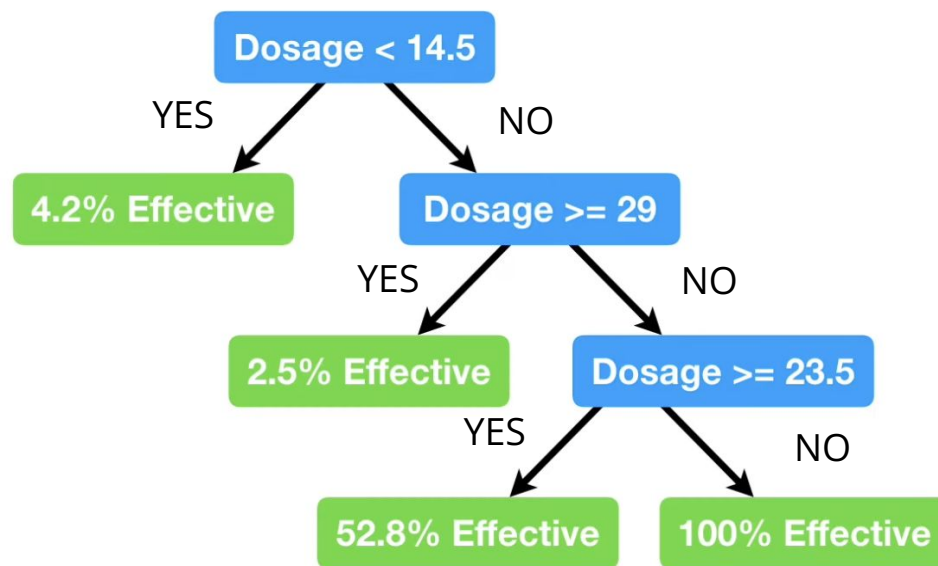 Dosage < 14.5
YES
NO
4.2% Effective
Dosage >= 29
YES
NO
2.5% Effective
Dosage >= 23.5
YES
NO
52.8% Effective
100% Effective